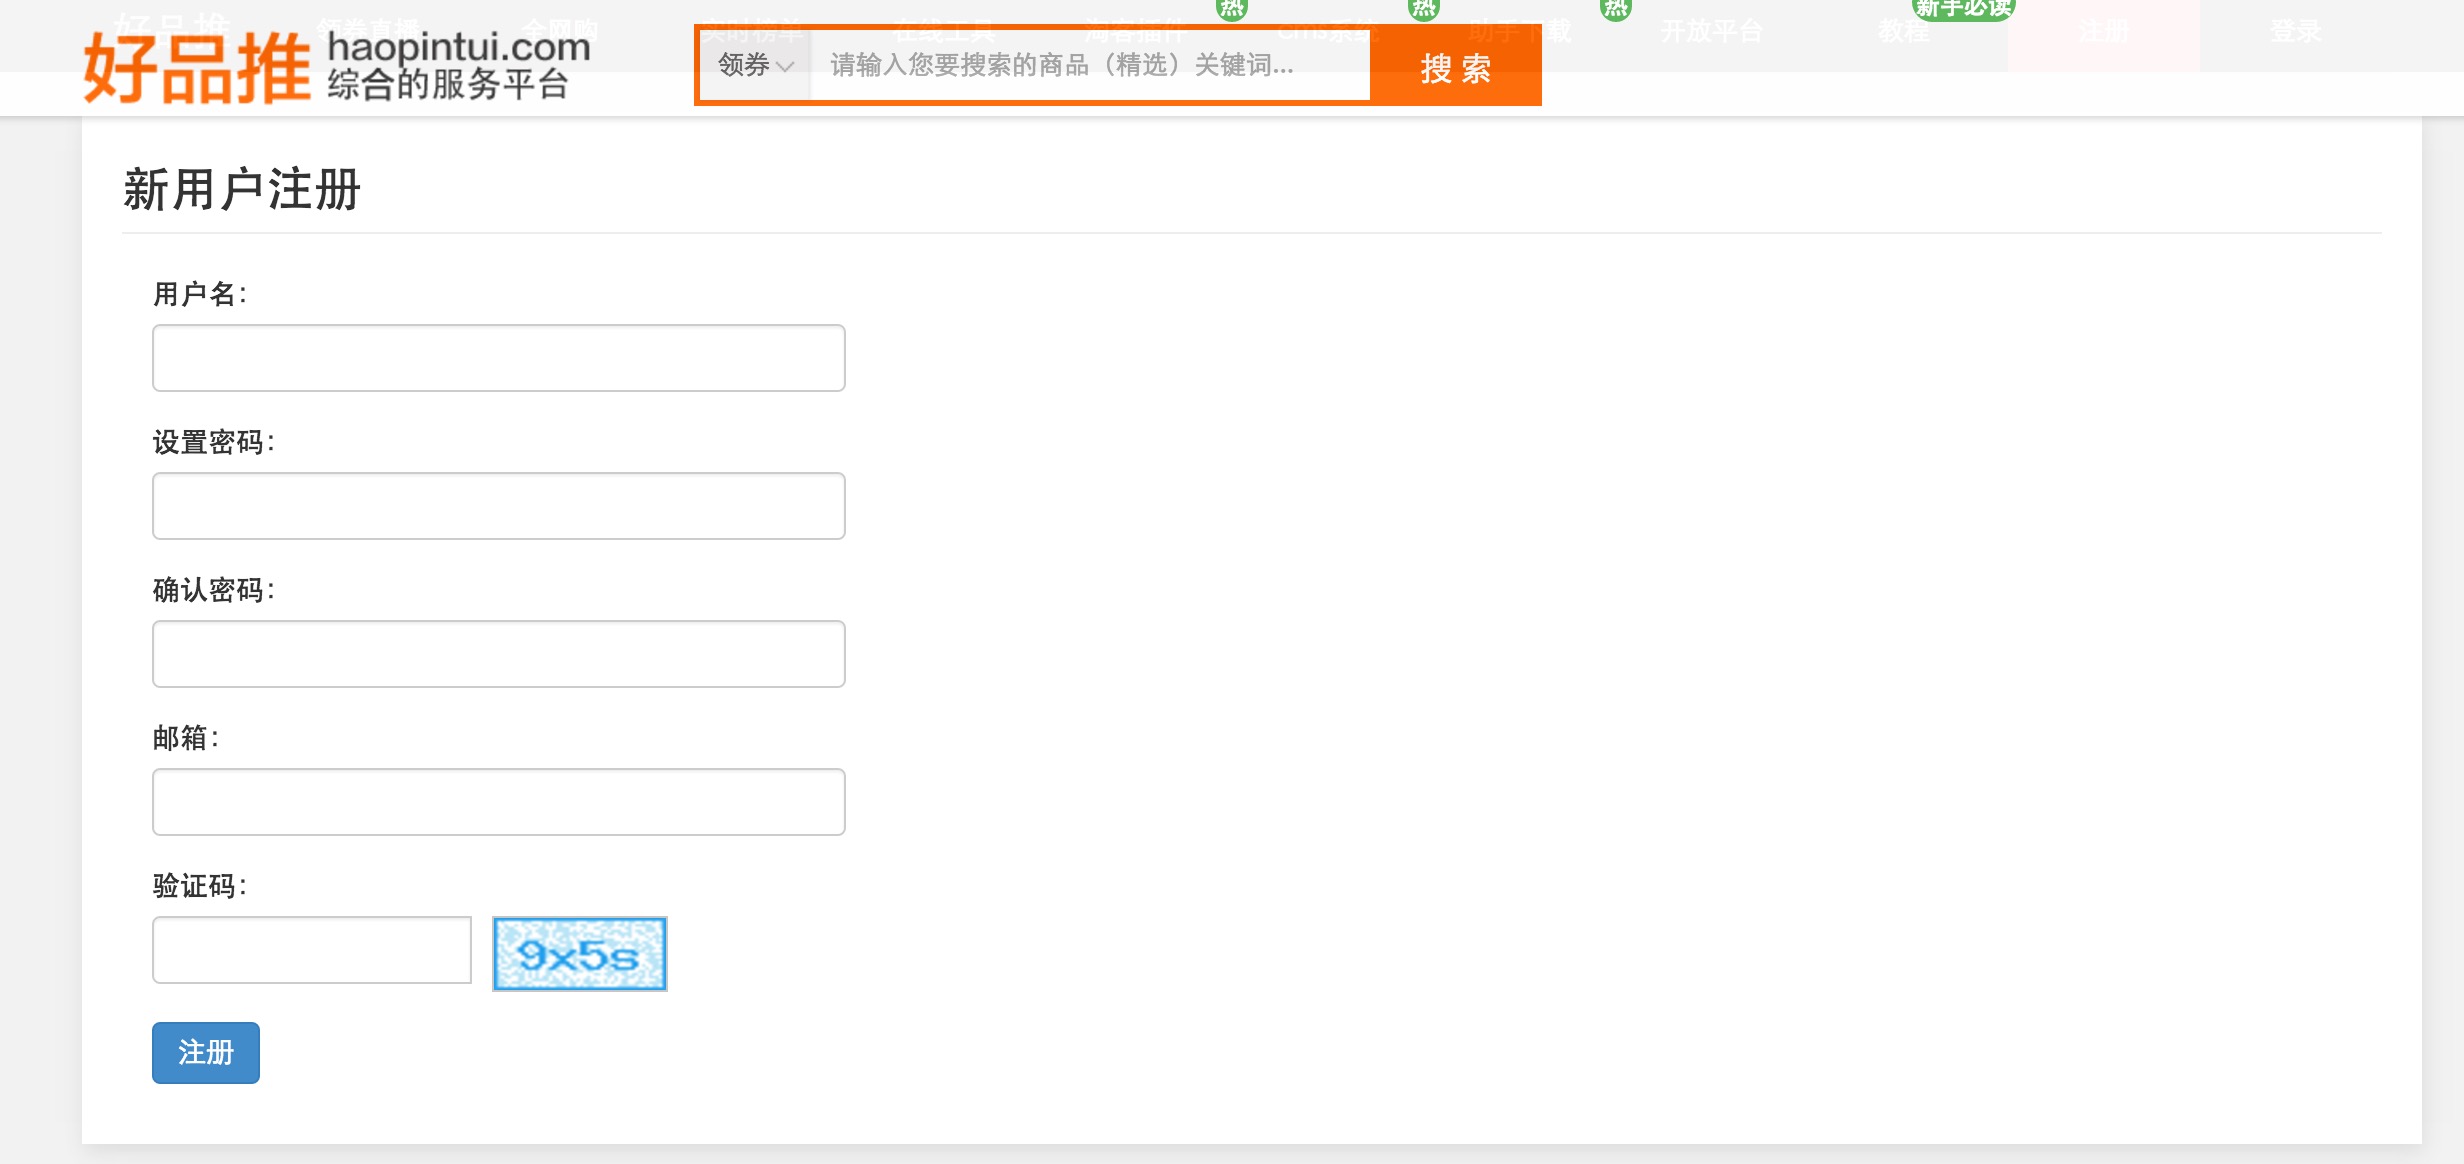 好品推 领券直播 全网购 实时榜单 在线工具 热 淘客插件 热 cms系统 热 助手下载 开放平台 新手必读 教程 注册 登录
好品推
haopintui.com
综合的服务平台
领券 请输入您要搜索的商品（精选）关键词... 搜 索
新用户注册
用户名：
设置密码：
确认密码：
邮箱：
验证码：
9x5s
注册